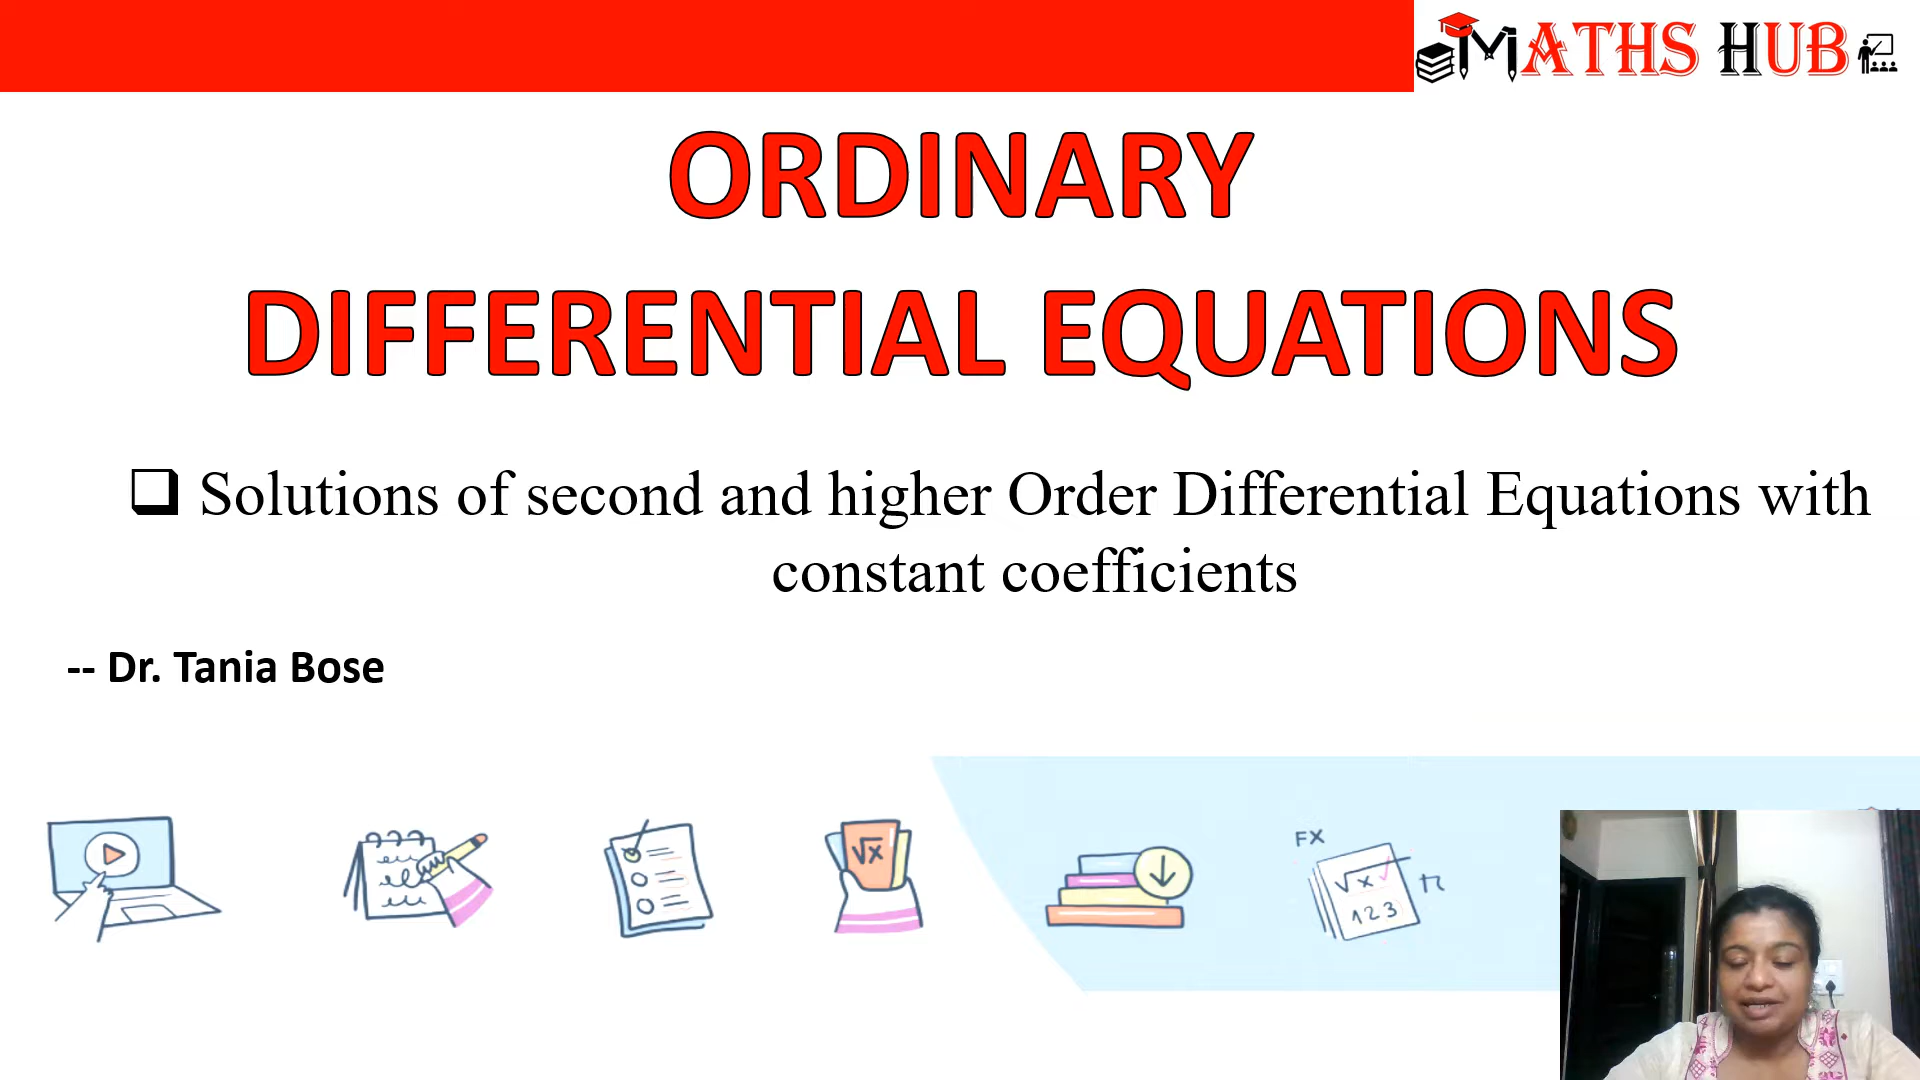 MATHS HUB
ORDINARY
DIFFERENTIAL EQUATIONS
❑ Solutions of second and higher Order Differential Equations with
constant coefficients
-- Dr. Tania Bose
FX
√x
√x
123
π